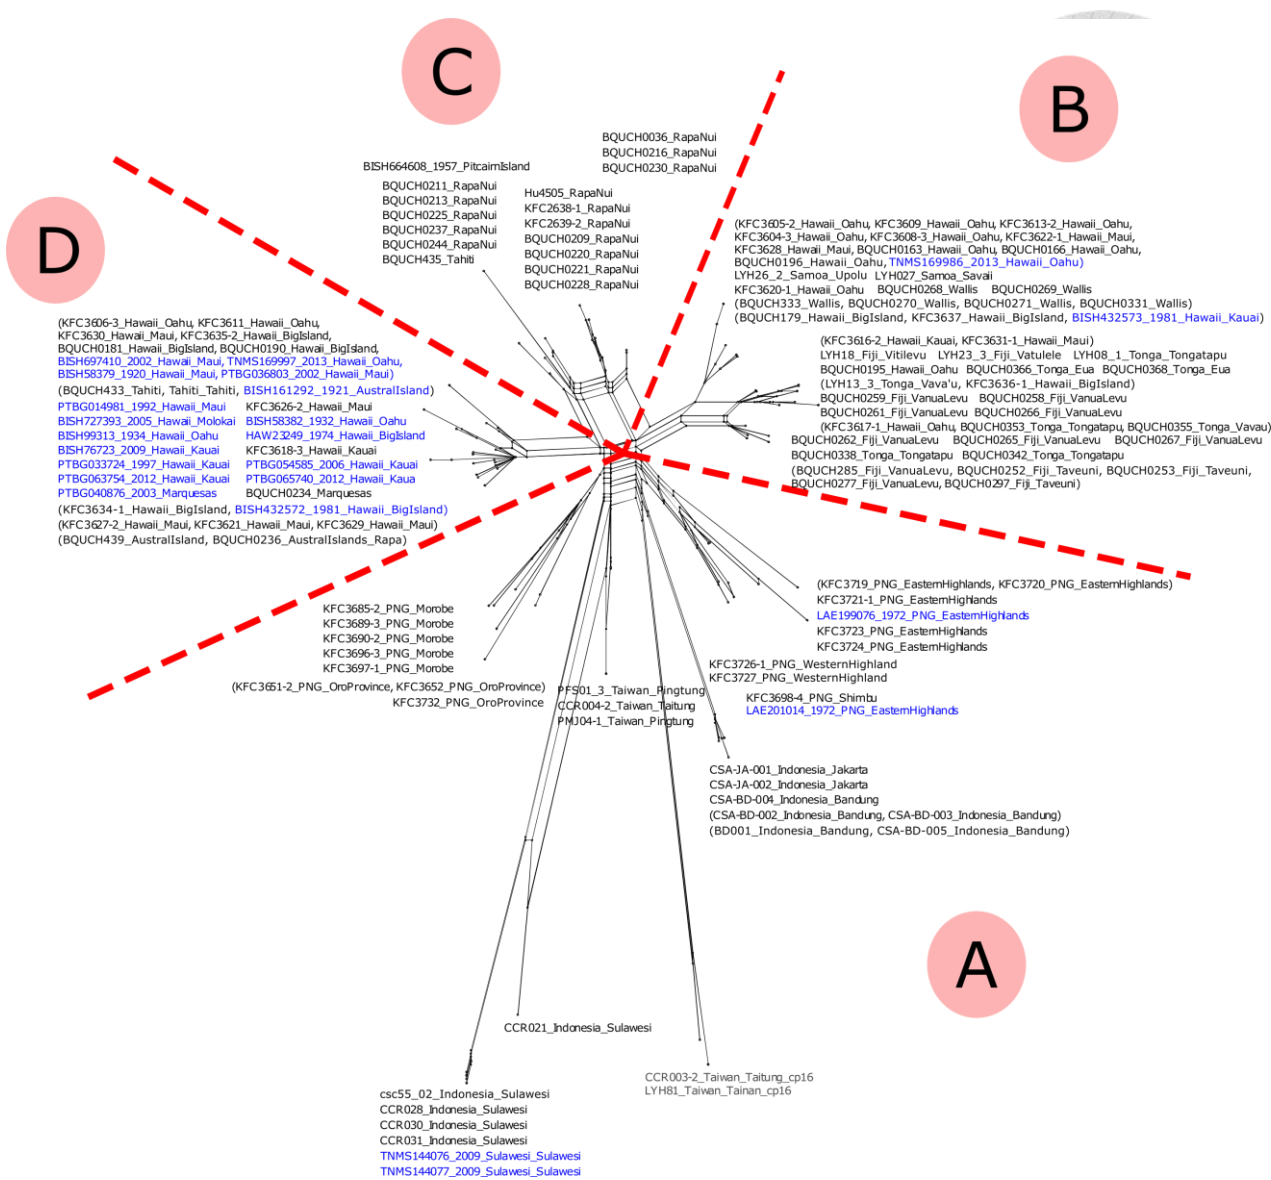 C
B
BQUCH0036_RapaNui
BQUCH0216_RapaNui
BQUCH0230_RapaNui
BISH664608_1957_PitcairnIsland
BQUCH0211_RapaNui
BQUCH0213_RapaNui
BQUCH0225_RapaNui
BQUCH0237_RapaNui
BQUCH0244_RapaNui
BQUCH435_Tahiti
Hu4505_RapaNui
KFC2638-1_RapaNui
KFC2639-2_RapaNui
BQUCH0209_RapaNui
BQUCH0220_RapaNui
BQUCH0221_RapaNui
BQUCH0228_RapaNui
D
(KFC3605-2_Hawaii_Oahu, KFC3609_Hawaii_Oahu, KFC3613-2_Hawaii_Oahu,
KFC3604-3_Hawaii_Oahu, KFC3608-3_Hawaii_Oahu, KFC3622-1_Hawaii_Maui,
KFC3628_Hawaii_Maui, BQUCH0163_Hawaii_Oahu, BQUCH0166_Hawaii_Oahu,
BQUCH0196_Hawaii_Oahu, TNMS169986_2013_Hawaii_Oahu)
LYH26_2_Samoa_Upolu LYH027_Samoa_Savaii
KFC3620-1_Hawaii_Oahu BQUCH0268_Wallis BQUCH0269_Wallis
(BQUCH333_Wallis, BQUCH0270_Wallis, BQUCH0271_Wallis, BQUCH0331_Wallis)
(BQUCH179_Hawaii_BigIsland, KFC3637_Hawaii_BigIsland, BISH432573_1981_Hawaii_Kauai)
(KFC3616-2_Hawaii_Kauai, KFC3631-1_Hawaii_Maui)
LYH18_Fiji_Vitilevu LYH23_3_Fiji_Vatulele LYH08_1_Tonga_Tongatapu
BQUCH0195_Hawaii_Oahu BQUCH0366_Tonga_Eua BQUCH0368_Tonga_Eua
(LYH13_3_Tonga_Vava'u, KFC3636-1_Hawaii_BigIsland)
BQUCH0259_Fiji_VanuaLevu BQUCH0258_Fiji_VanuaLevu
BQUCH0261_Fiji_VanuaLevu BQUCH0266_Fiji_VanuaLevu
(KFC3617-1_Hawaii_Oahu, BQUCH0353_Tonga_Tongatapu, BQUCH0355_Tonga_Vavau)
BQUCH0262_Fiji_VanuaLevu BQUCH0265_Fiji_VanuaLevu BQUCH0267_Fiji_VanuaLevu
BQUCH0338_Tonga_Tongatapu BQUCH0342_Tonga_Tongatapu
(BQUCH285_Fiji_VanuaLevu, BQUCH0252_Fiji_Taveuni, BQUCH0253_Fiji_Taveuni,
BQUCH0277_Fiji_VanuaLevu, BQUCH0297_Fiji_Taveuni)
(KFC3606-3_Hawaii_Oahu, KFC3611_Hawaii_Oahu,
KFC3630_Hawaii_Maui, KFC3635-2_Hawaii_BigIsland,
BQUCH0181_Hawaii_BigIsland, BQUCH0190_Hawaii_BigIsland,
BISH697410_2002_Hawaii_Maui, TNMS169997_2013_Hawaii_Oahu,
BISH58379_1920_Hawaii_Maui, PTBG036803_2002_Hawaii_Maui)
(BQUCH433_Tahiti, Tahiti_Tahiti, BISH161292_1921_AustralIsland)
PTBG014981_1992_Hawaii_Maui KFC3626-2_Hawaii_Maui
BISH727393_2005_Hawaii_Molokai BISH58382_1932_Hawaii_Oahu
BISH99313_1934_Hawaii_Oahu HAW23249_1974_Hawaii_BigIsland
BISH76723_2009_Hawaii_Kauai KFC3618-3_Hawaii_Kauai
PTBG033724_1997_Hawaii_Kauai PTBG054585_2006_Hawaii_Kauai
PTBG063754_2012_Hawaii_Kauai PTBG065740_2012_Hawaii_Kaua
PTBG040876_2003_Marquesas BQUCH0234_Marquesas
(KFC3634-1_Hawaii_BigIsland, BISH432572_1981_Hawaii_BigIsland)
(KFC3627-2_Hawaii_Maui, KFC3621_Hawaii_Maui, KFC3629_Hawaii_Maui)
(BQUCH439_AustralIsland, BQUCH0236_AustralIslands_Rapa)
(KFC3719_PNG_EasternHighlands, KFC3720_PNG_EasternHighlands)
KFC3721-1_PNG_EasternHighlands
LAE199076_1972_PNG_EasternHighlands
KFC3723_PNG_EasternHighlands
KFC3724_PNG_EasternHighlands
KFC3726-1_PNG_WesternHighland
KFC3727_PNG_WesternHighland
KFC3698-4_PNG_Shimbu
LAE201014_1972_PNG_EasternHighlands
KFC3685-2_PNG_Morobe
KFC3689-3_PNG_Morobe
KFC3690-2_PNG_Morobe
KFC3696-3_PNG_Morobe
KFC3697-1_PNG_Morobe
(KFC3651-2_PNG_OroProvince, KFC3652_PNG_OroProvince)
KFC3732_PNG_OroProvince
PFS01_3_Taiwan_Pingtung
CCR004-2_Taiwan_Taitung
PMJ04-1_Taiwan_Pingtung
CSA-JA-001_Indonesia_Jakarta
CSA-JA-002_Indonesia_Jakarta
CSA-BD-004_Indonesia_Bandung
(CSA-BD-002_Indonesia_Bandung, CSA-BD-003_Indonesia_Bandung)
(BD001_Indonesia_Bandung, CSA-BD-005_Indonesia_Bandung)
A
CCR021_Indonesia_Sulawesi
CCR003-2_Taiwan_Taitung_cp16
LYH81_Taiwan_Tainan_cp16
csc55_02_Indonesia_Sulawesi
CCR028_Indonesia_Sulawesi
CCR030_Indonesia_Sulawesi
CCR031_Indonesia_Sulawesi
TNMS144076_2009_Sulawesi_Sulawesi
TNMS144077_2009_Sulawesi_Sulawesi